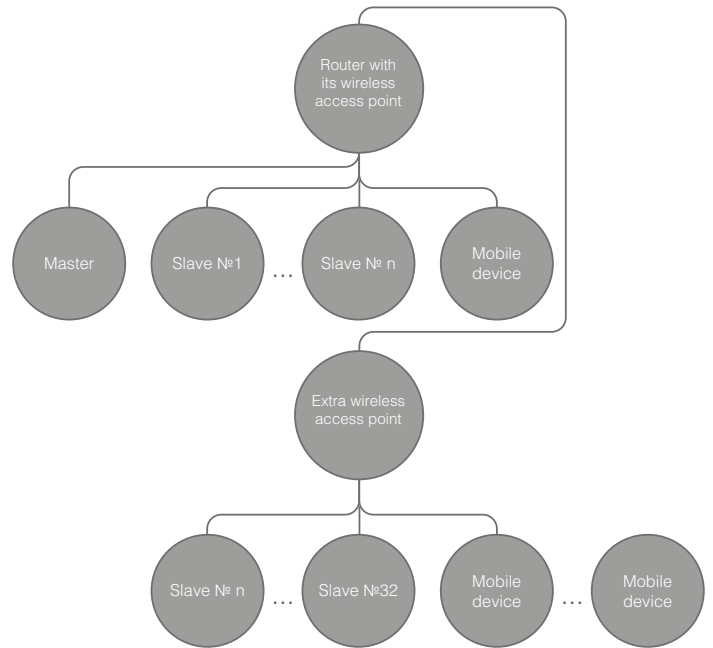 Router with
its wireless
access point
Master
Slave №1
...
Slave № n
Mobile
device
Extra wireless
access point
Slave № n
...
Slave №32
Mobile
device
...
Mobile
device